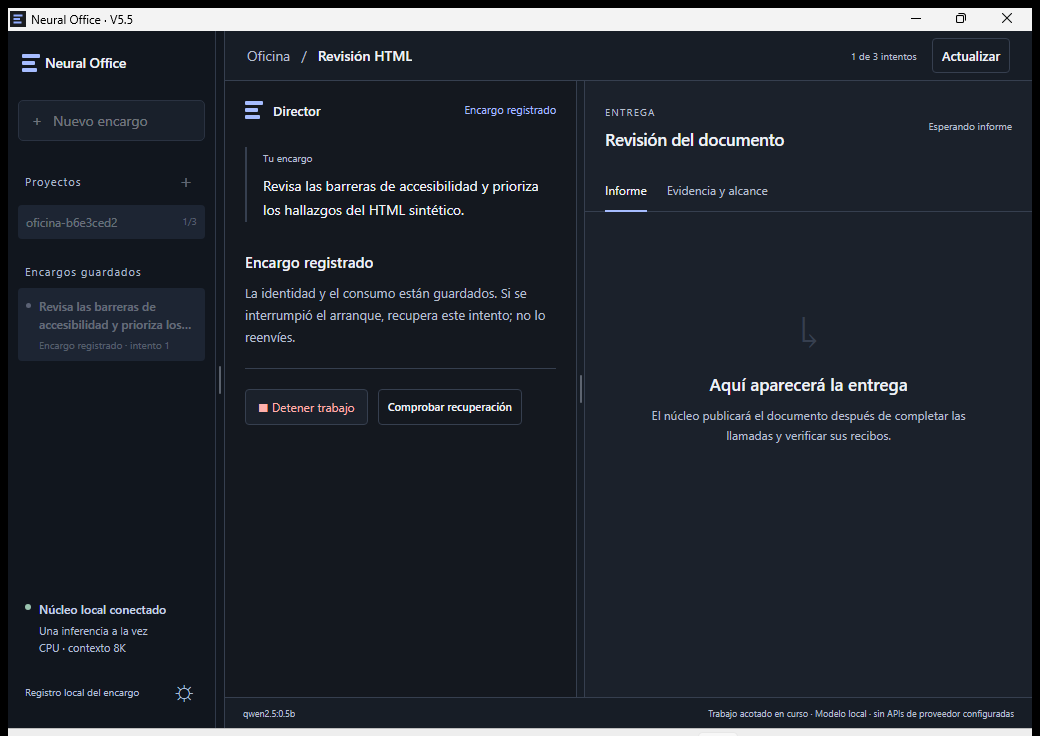 Neural Office · V5.5
Neural Office
+ Nuevo encargo
Proyectos +
oficina-b6e3ced2 1/3
Encargos guardados
Revisa las barreras de
accesibilidad y prioriza los...
Encargo registrado · intento 1
Núcleo local conectado
Una inferencia a la vez
CPU · contexto 8K
Registro local del encargo
Oficina / Revisión HTML
1 de 3 intentos
Actualizar
Director
Encargo registrado
Tu encargo
Revisa las barreras de accesibilidad y prioriza
los hallazgos del HTML sintético.
Encargo registrado
La identidad y el consumo están guardados. Si se
interrumpió el arranque, recupera este intento; no lo
reenvíes.
Detener trabajo
Comprobar recuperación
ENTREGA
Revisión del documento
Esperando informe
Informe
Evidencia y alcance
Aquí aparecerá la entrega
El núcleo publicará el documento después de completar las
llamadas y verificar sus recibos.
qwen2.5:0.5b
Trabajo acotado en curso · Modelo local · sin APIs de proveedor configuradas